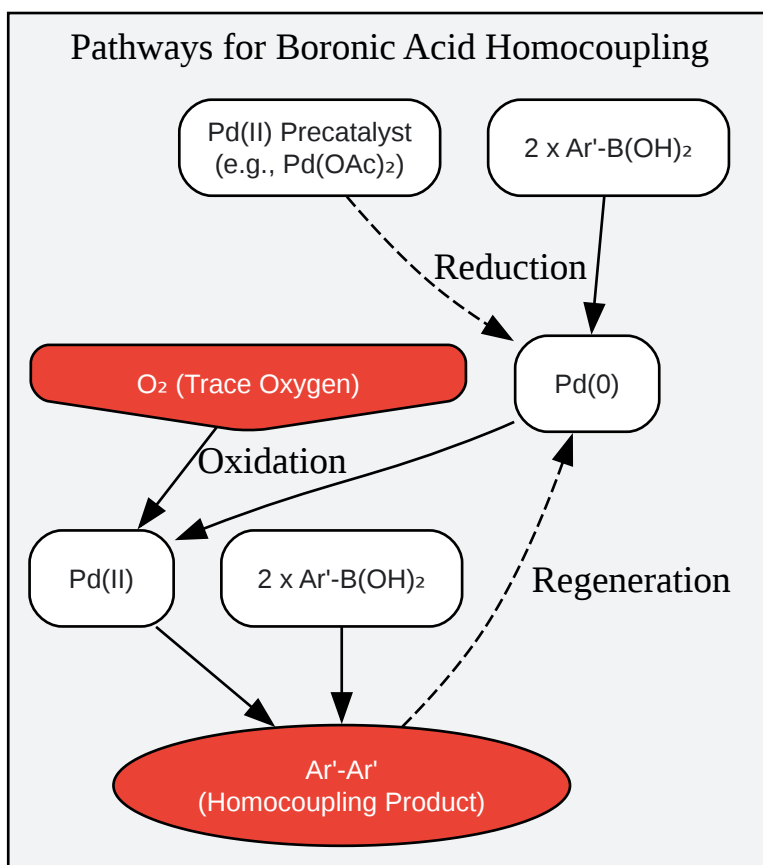 Pathways for Boronic Acid Homocoupling
Pd(II) Precatalyst
(e.g., Pd(OAc)₂)
2 x Ar'-B(OH)₂
Reduction
O₂ (Trace Oxygen)
Pd(0)
Oxidation
Pd(II)
2 x Ar'-B(OH)₂
Regeneration
Ar'-Ar'
(Homocoupling Product)